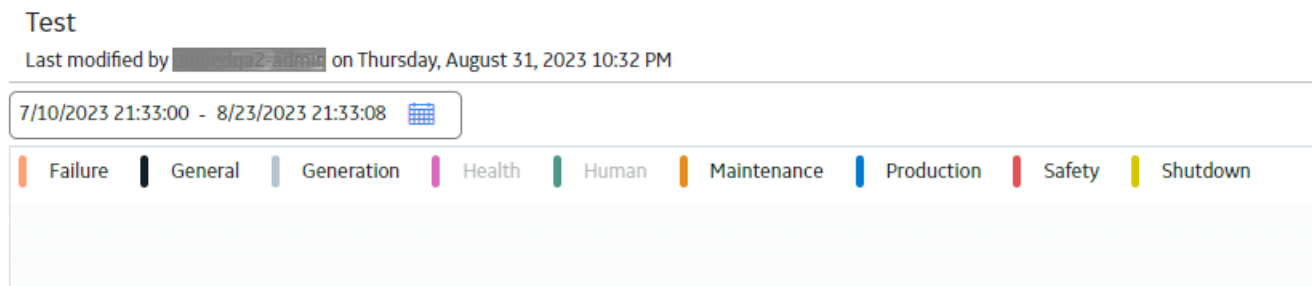 Test
Last modified by on Thursday, August 31, 2023 10:32 PM
7/10/2023 21:33:00 - 8/23/2023 21:33:08
Failure General Generation Health Human Maintenance Production Safety Shutdown